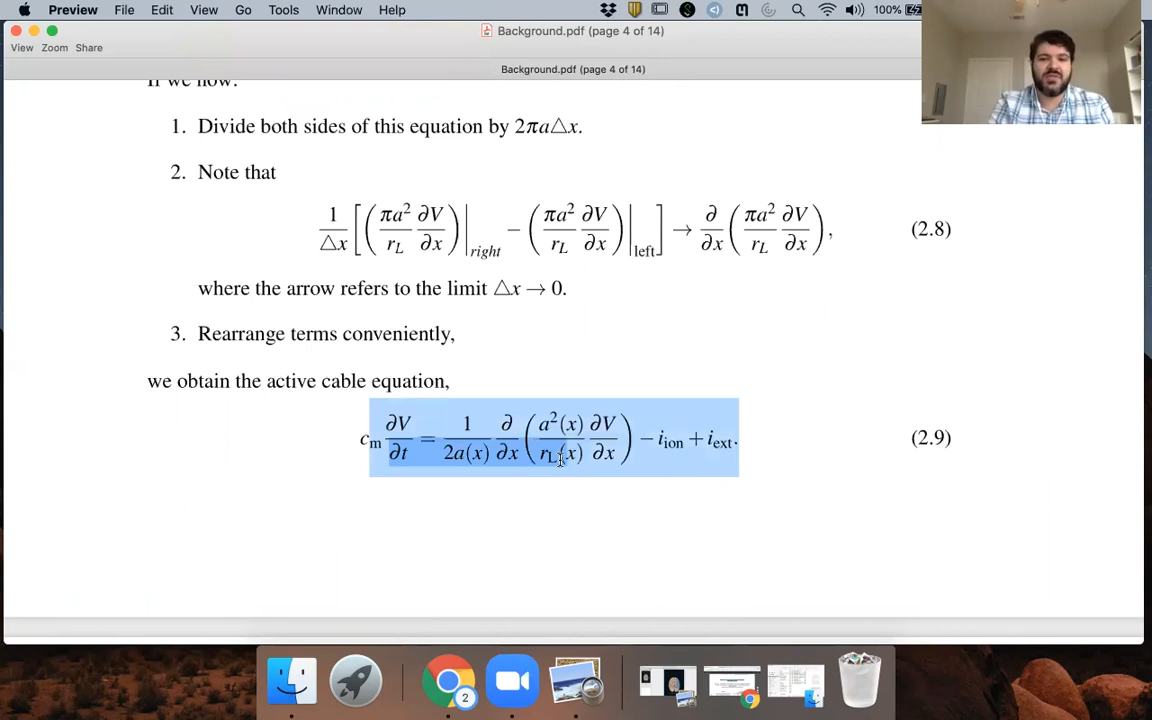 Preview File Edit View Go Tools Window Help 100%
Background.pdf (page 4 of 14)
View Zoom Share
Background.pdf (page 4 of 14)
If we now:
1. Divide both sides of this equation by 2πa△x.
2. Note that
1/△x [(πa²/r_L ∂V/∂x)|_right − (πa²/r_L ∂V/∂x)|_left] → ∂/∂x (πa²/r_L ∂V/∂x), (2.8)
where the arrow refers to the limit △x → 0.
3. Rearrange terms conveniently,
we obtain the active cable equation,
c_m ∂V/∂t = 1/2a(x) ∂/∂x (a²(x)/r_L(x) ∂V/∂x) − i_ion + i_ext. (2.9)
2